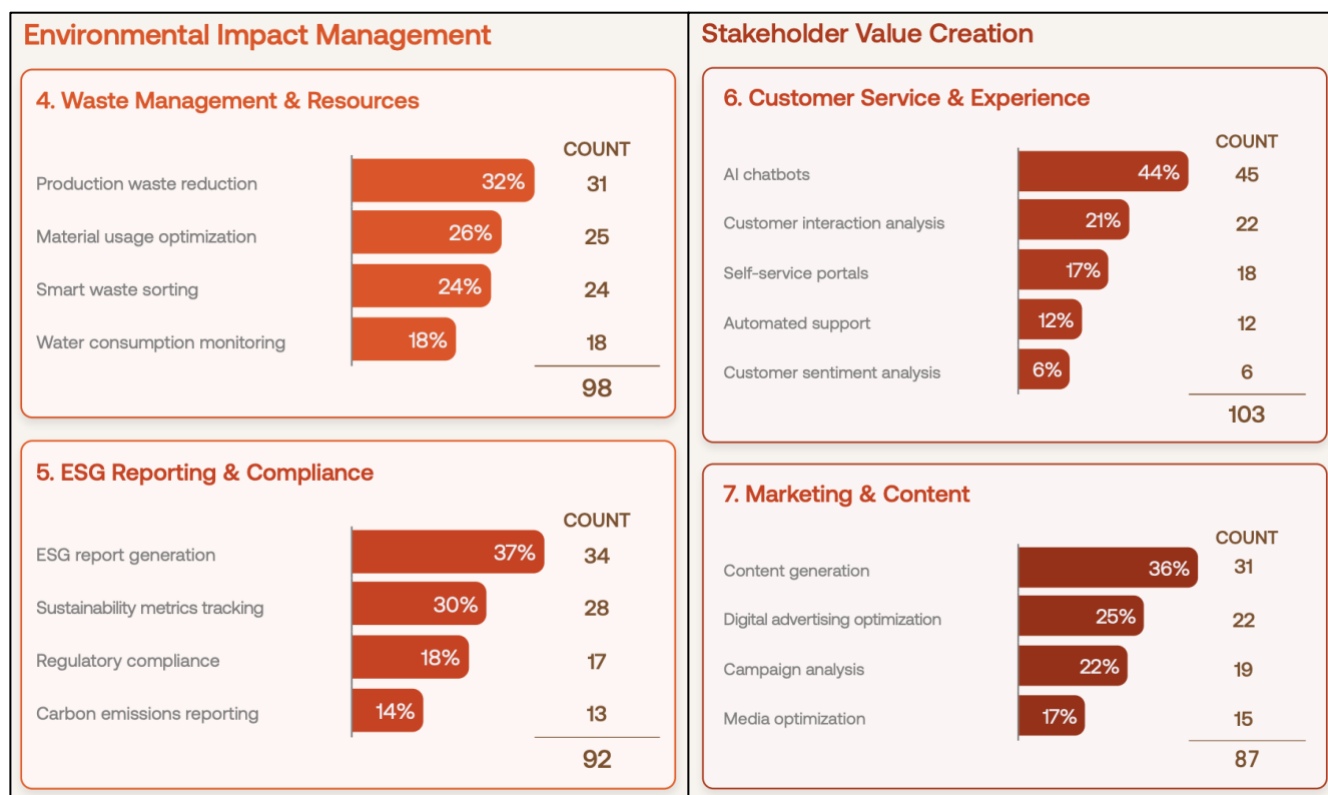 Environmental Impact Management
4. Waste Management & Resources
COUNT
Production waste reduction 32% 31
Material usage optimization 26% 25
Smart waste sorting 24% 24
Water consumption monitoring 18% 18
98
5. ESG Reporting & Compliance
COUNT
ESG report generation 37% 34
Sustainability metrics tracking 30% 28
Regulatory compliance 18% 17
Carbon emissions reporting 14% 13
92
Stakeholder Value Creation
6. Customer Service & Experience
COUNT
AI chatbots 44% 45
Customer interaction analysis 21% 22
Self-service portals 17% 18
Automated support 12% 12
Customer sentiment analysis 6% 6
103
7. Marketing & Content
COUNT
Content generation 36% 31
Digital advertising optimization 25% 22
Campaign analysis 22% 19
Media optimization 17% 15
87